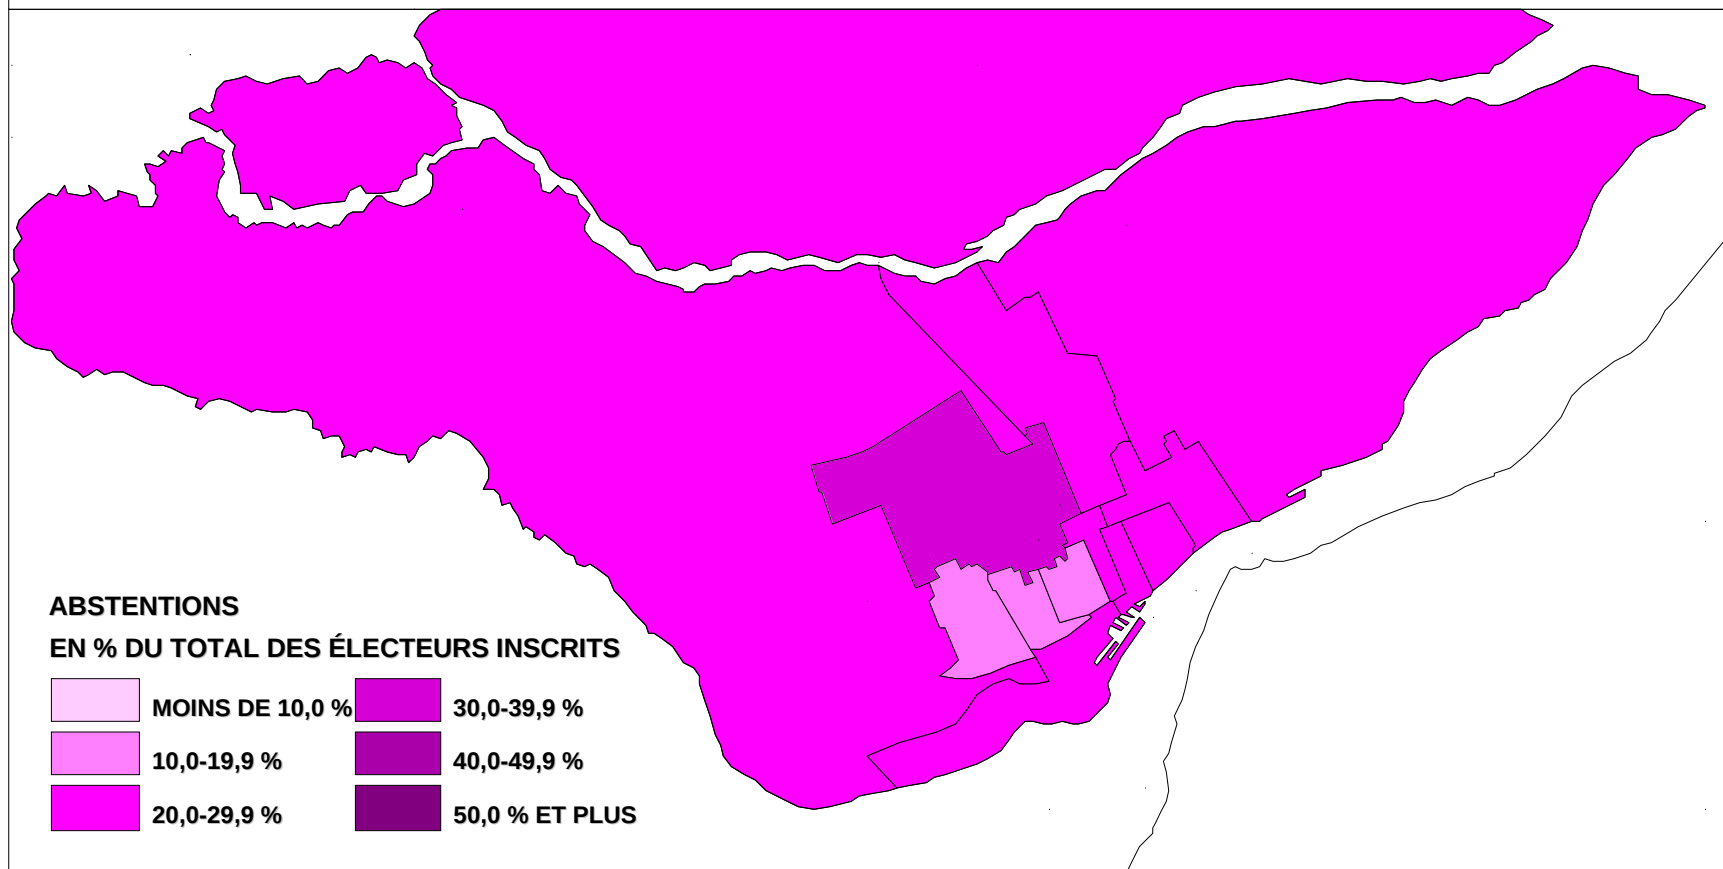 ABSTENTIONS
EN % DU TOTAL DES ÉLECTEURS INSCRITS
MOINS DE 10,0 %
10,0-19,9 %
20,0-29,9 %
30,0-39,9 %
40,0-49,9 %
50,0 % ET PLUS